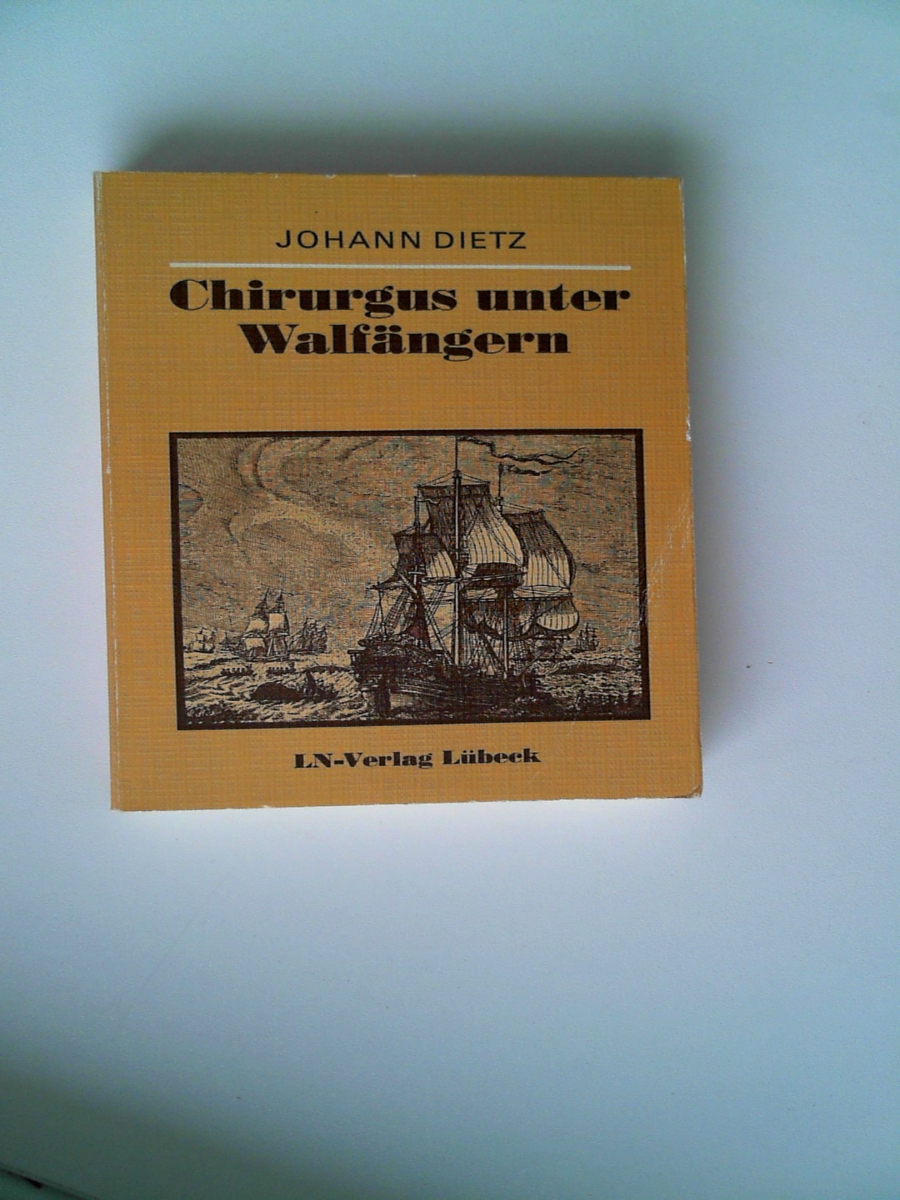 JOHANN DIETZ
Chirurgus unter
Walfängern
LN-Verlag Lübeck